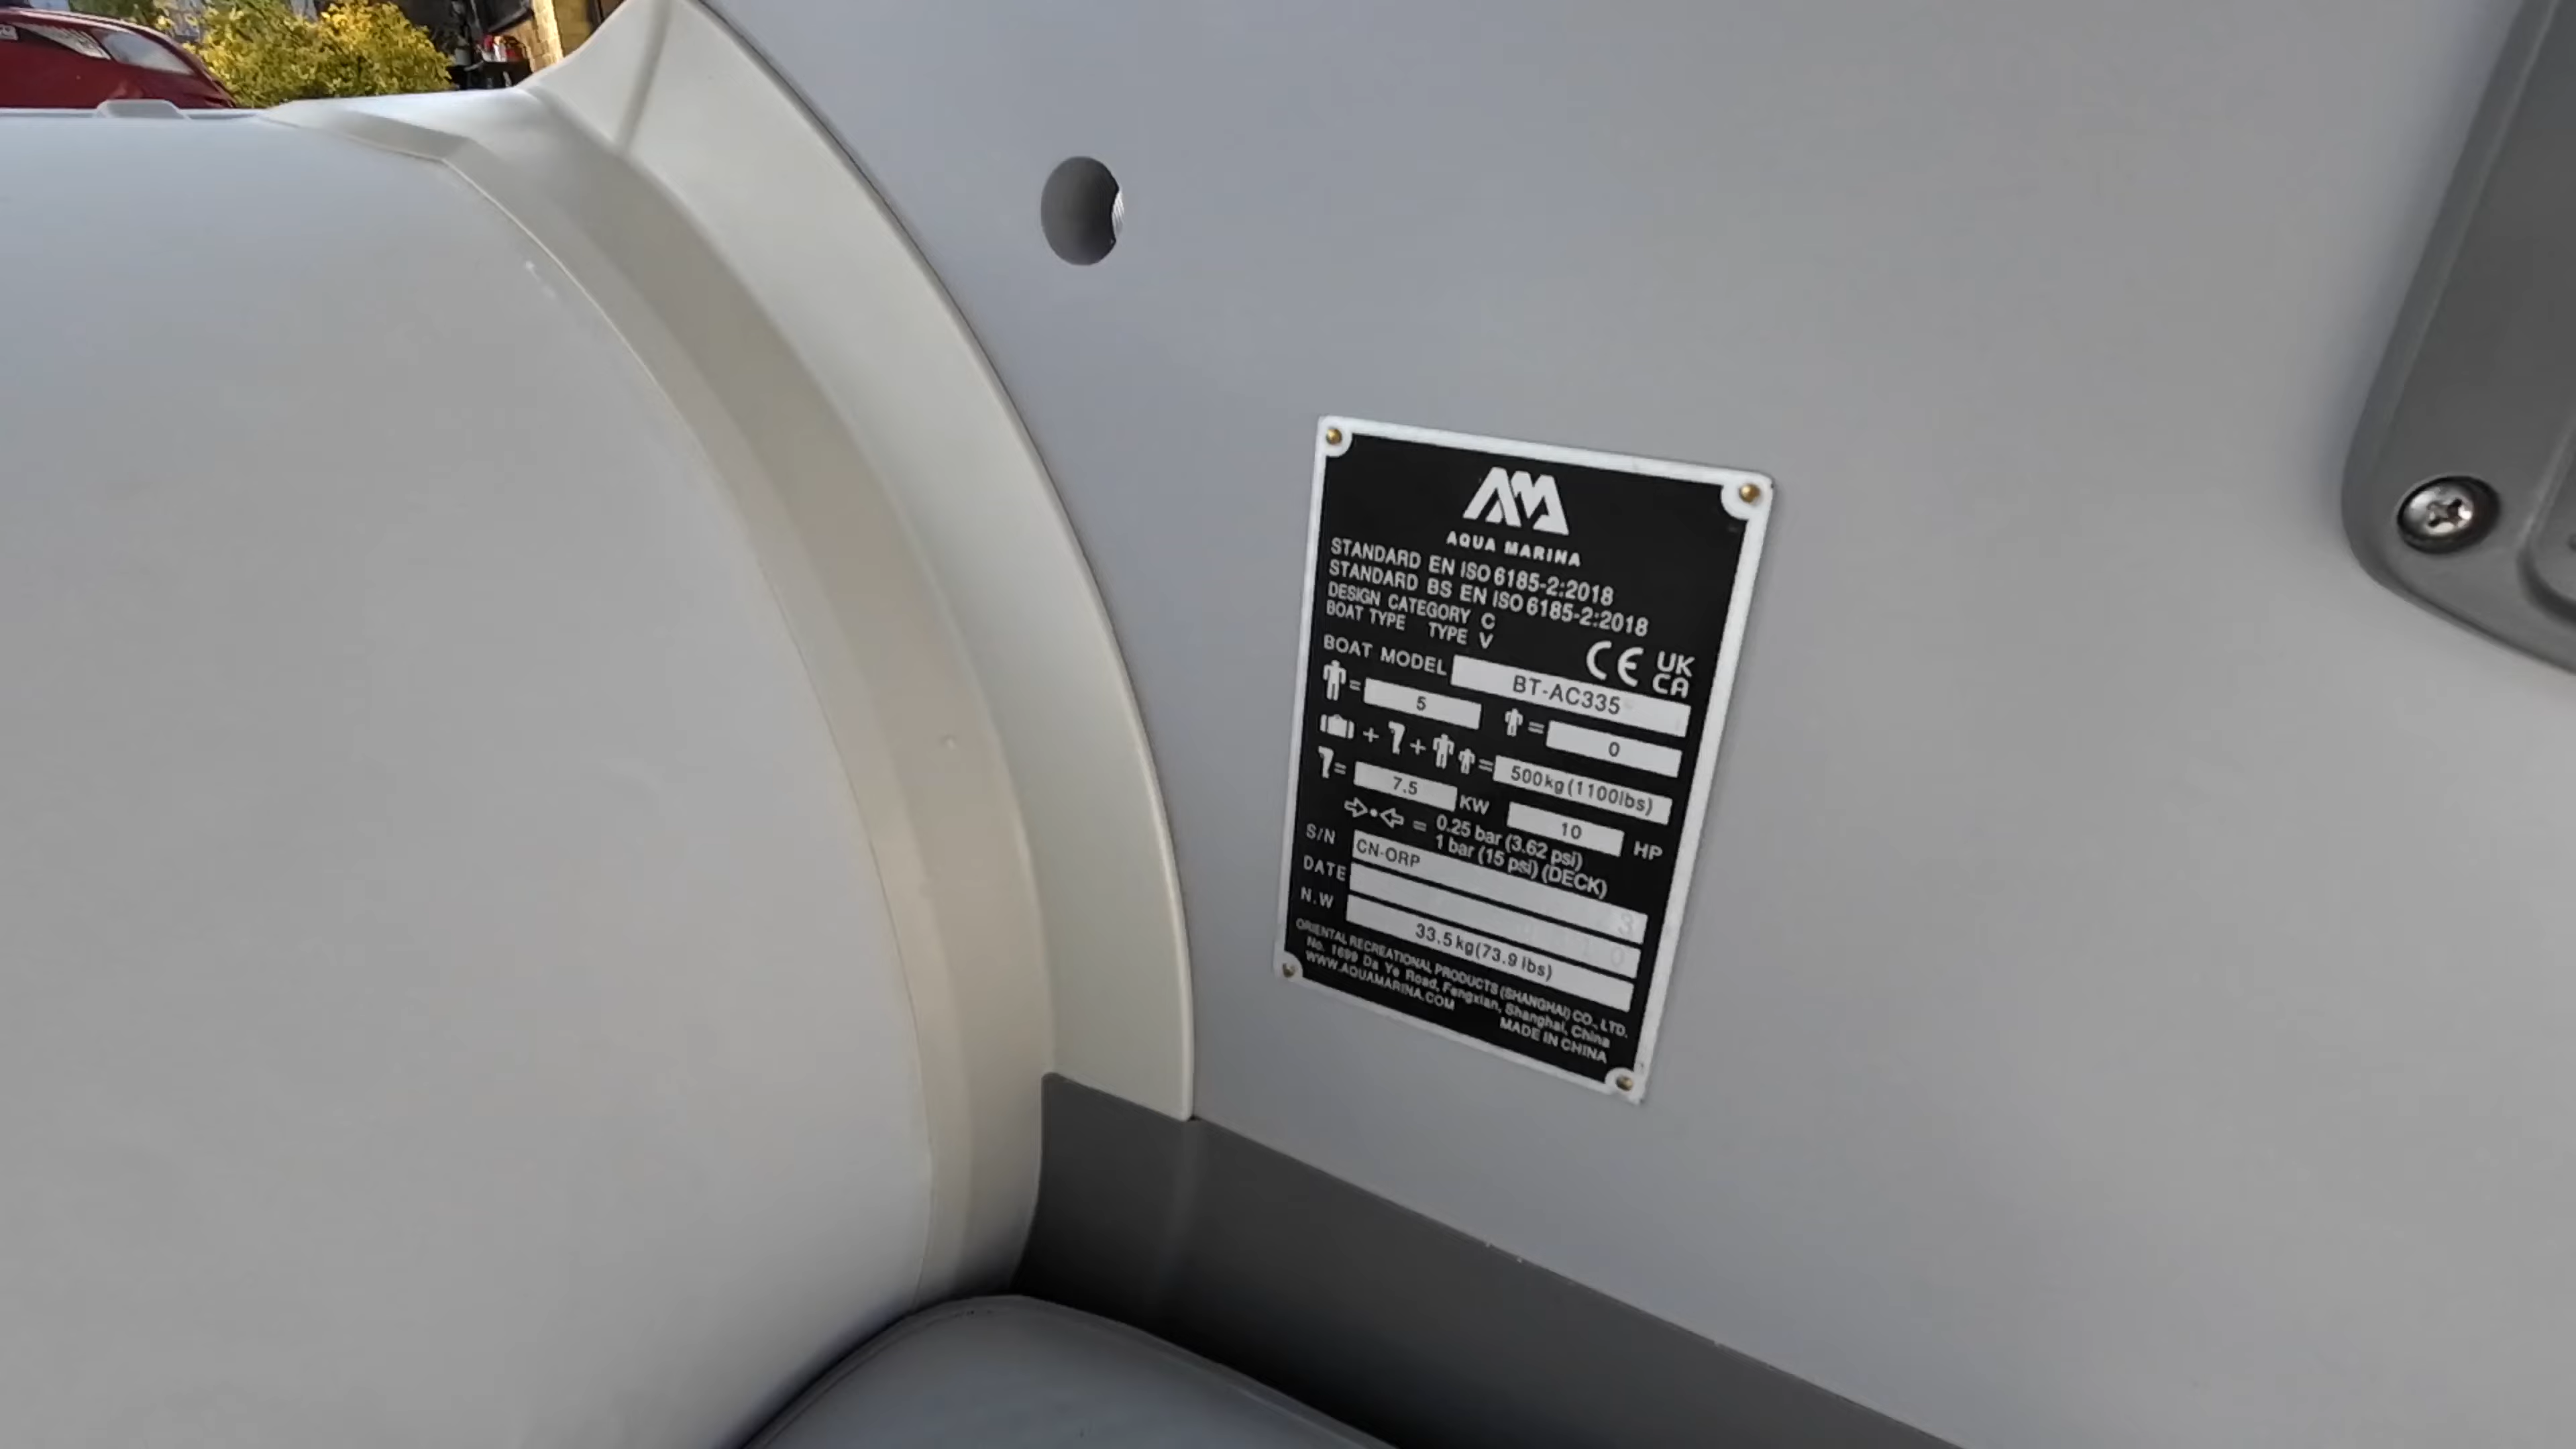 AQUA MARINA
STANDARD EN ISO 6185-2:2018
STANDARD BS EN ISO 6185-2:2018
DESIGN CATEGORY C
BOAT TYPE TYPE V
CE UK CA
BOAT MODEL BT-AC335
= 5 = 0
+ + = 500kg(1100lbs)
= 7.5 KW 10 HP
= 0.25 bar (3.62 psi)
1 bar (15 psi) (DECK)
S/N CN-ORP 3
DATE 10
N.W 33.5kg(73.9 lbs)
ORIENTAL RECREATIONAL PRODUCTS (SHANGHAI) CO., LTD.
No. 1699 Da Ye Road, Fengxian, Shanghai, China
WWW.AQUAMARINA.COM
MADE IN CHINA